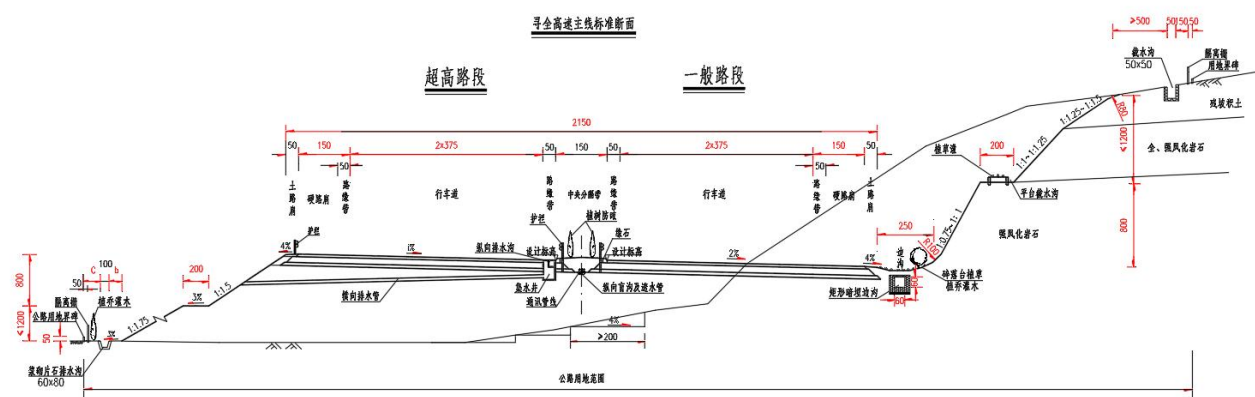 寻全高速主线标准断面
超高路段
一般路段
2150
50
150
2x375
50
150
50
2x375
150
50
50
50
土路肩
硬路肩
路缘带
行车道
路缘带
中央分隔带
路缘带
行车道
路缘带
硬路肩
土路肩
护栏
植树防眩
护栏
缘石
纵向排水沟
设计标高
设计标高
4%
i%
2%
4%
集水井
通讯管线
纵向盲沟及透水管
横向排水管
800
≤1200
50
100
C
b
50
200
3%
1:1.5
1:1.75
3%
隔离栅
植乔灌木
公路用地界碑
浆砌片石排水沟
60x80
4%
≥200
公路用地范围
250
边沟
R100
1:0.75~1:1
碎落台植草
植乔灌木
矩形暗埋边沟
60
60
植草灌
200
平台截水沟
800
≤1200
1:1~1:1.25
1:1.25~1:1.5
≥500
50
50
50
截水沟
50x50
隔离栅
用地界碑
残坡积土
全、强风化岩石
弱风化岩石